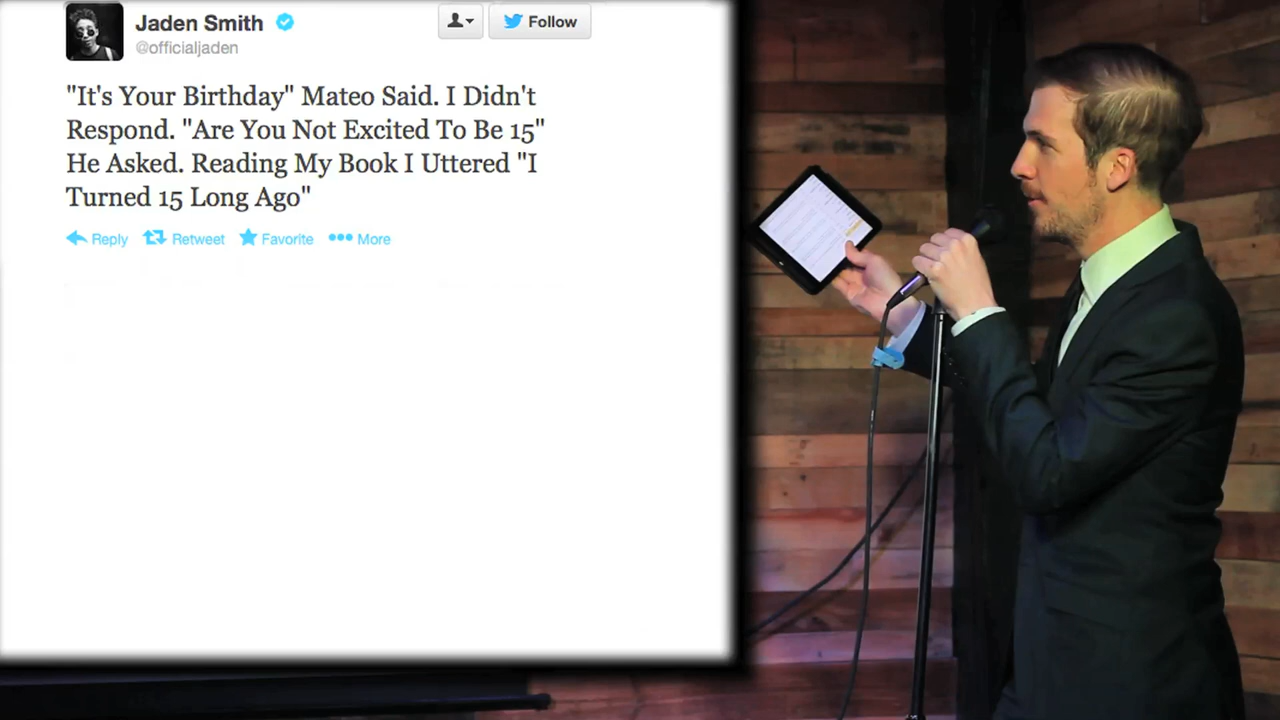 Jaden Smith
Follow
@officialjaden
"It's Your Birthday" Mateo Said. I Didn't
Respond. "Are You Not Excited To Be 15"
He Asked. Reading My Book I Uttered "I
Turned 15 Long Ago"
Reply Retweet Favorite More